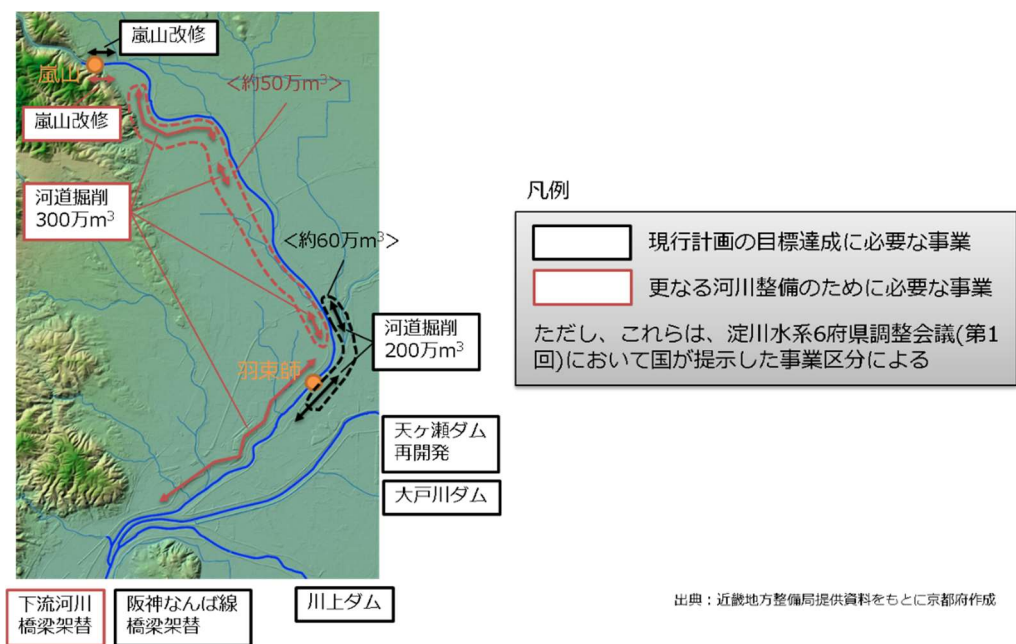 嵐山改修
嵐山
嵐山改修
<約50万m³>
河道掘削
300万m³
<約60万m³>
河道掘削
200万m³
羽束師
天ヶ瀬ダム
再開発
大戸川ダム
下流河川
橋梁架替
阪神なんば線
橋梁架替
川上ダム
凡例
現行計画の目標達成に必要な事業
更なる河川整備のために必要な事業
ただし、これらは、淀川水系6府県調整会議(第1
回)において国が提示した事業区分による
出典：近畿地方整備局提供資料をもとに京都府作成